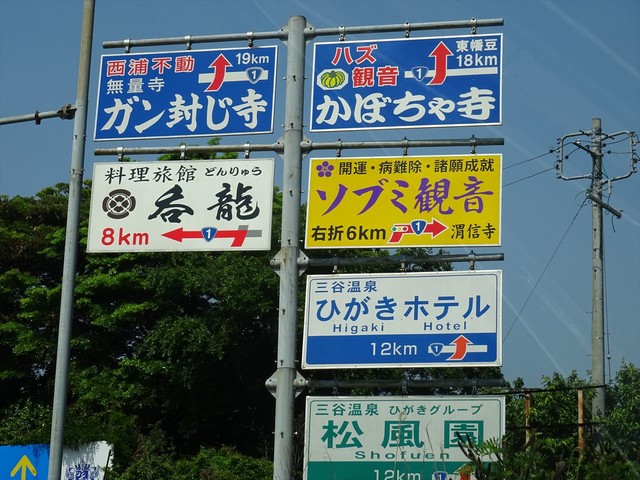 西浦不動
無量寺
19km
1
ガン封じ寺
ハズ
観音
東幡豆
18km
1
かぼちゃ寺
料理旅館 どんりゅう
呑龍
8km
1
開運・病難除・諸願成就
ソブミ観音
右折6km
1
渭信寺
三谷温泉
ひがきホテル
Higaki Hotel
12km
1
三谷温泉 ひがきグループ
松風園
Shofuen
12km
1